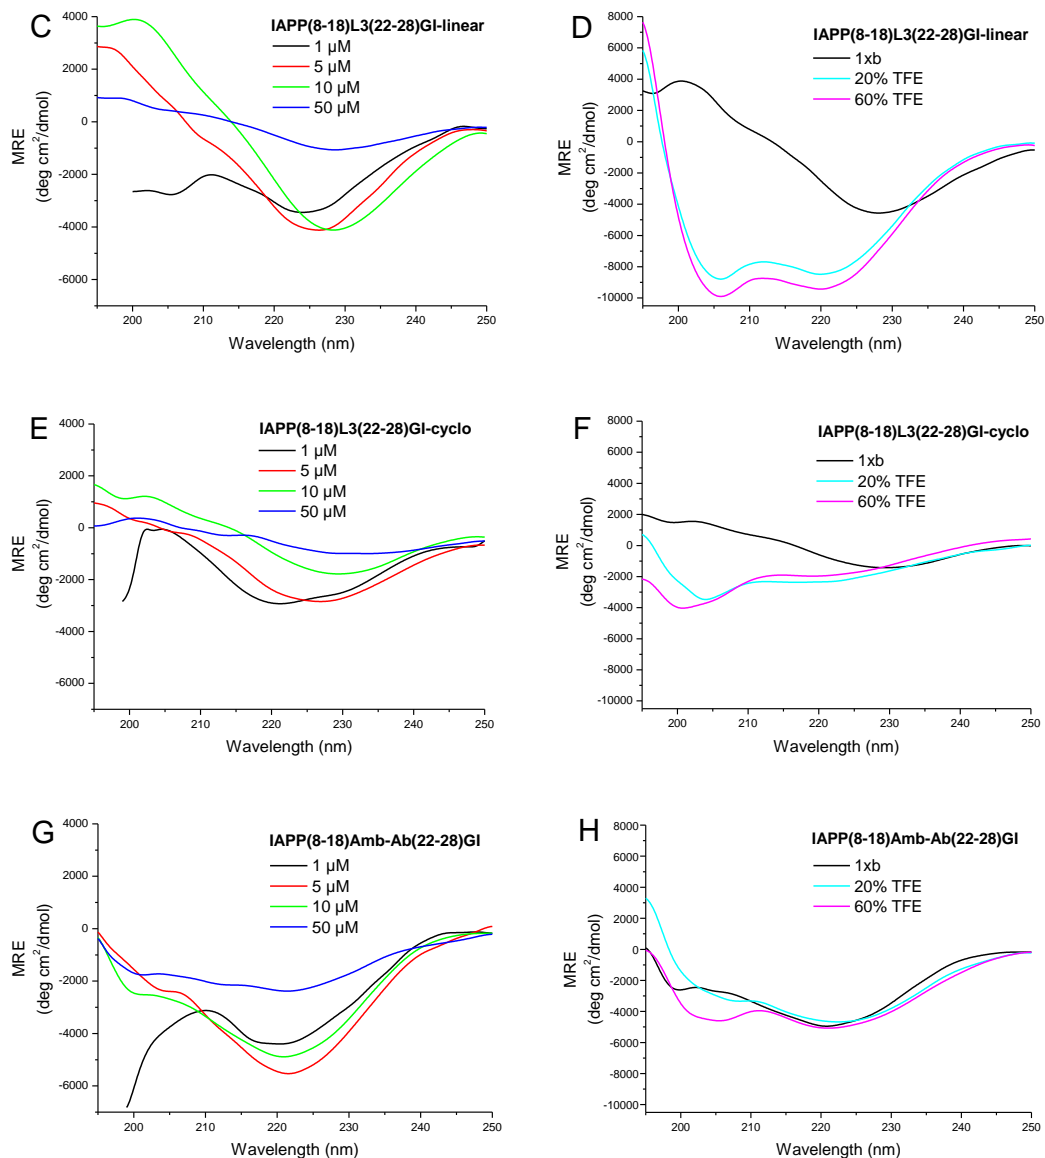 C
IAPP(8-18)L3(22-28)GI-linear
1 µM
5 µM
10 µM
50 µM
4000
2000
0
-2000
-4000
-6000
MRE
(deg cm²/dmol)
200
210
220
230
240
250
Wavelength (nm)
D
IAPP(8-18)L3(22-28)GI-linear
1xb
20% TFE
60% TFE
8000
6000
4000
2000
0
-2000
-4000
-6000
-8000
-10000
MRE
(deg cm²/dmol)
200
210
220
230
240
250
Wavelength (nm)
E
IAPP(8-18)L3(22-28)GI-cyclo
1 µM
5 µM
10 µM
50 µM
4000
2000
0
-2000
-4000
-6000
MRE
(deg cm²/dmol)
200
210
220
230
240
250
Wavelength (nm)
F
IAPP(8-18)L3(22-28)GI-cyclo
1xb
20% TFE
60% TFE
8000
6000
4000
2000
0
-2000
-4000
-6000
-8000
-10000
MRE
(deg cm²/dmol)
200
210
220
230
240
250
Wavelength (nm)
G
IAPP(8-18)Amb-Ab(22-28)GI
1 µM
5 µM
10 µM
50 µM
4000
2000
0
-2000
-4000
-6000
MRE
(deg cm²/dmol)
200
210
220
230
240
250
Wavelength (nm)
H
IAPP(8-18)Amb-Ab(22-28)GI
1xb
20% TFE
60% TFE
8000
6000
4000
2000
0
-2000
-4000
-6000
-8000
-10000
MRE
(deg cm²/dmol)
200
210
220
230
240
250
Wavelength (nm)